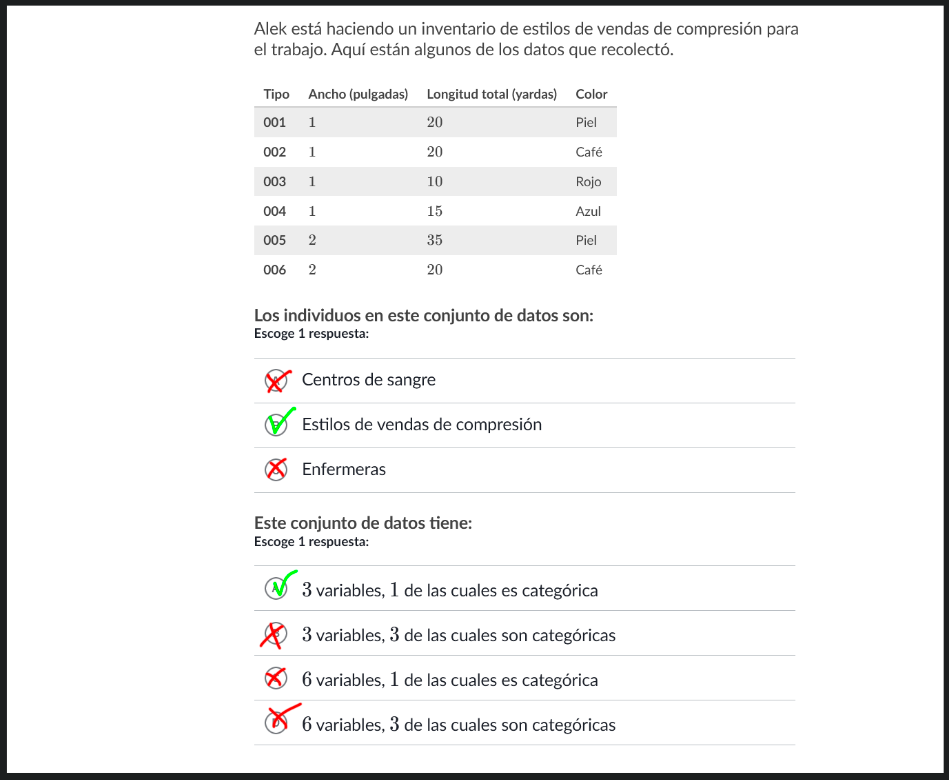 Alek está haciendo un inventario de estilos de vendas de compresión para
el trabajo. Aquí están algunos de los datos que recolectó.
Tipo Ancho (pulgadas) Longitud total (yardas) Color
001 1 20 Piel
002 1 20 Café
003 1 10 Rojo
004 1 15 Azul
005 2 35 Piel
006 2 20 Café
Los individuos en este conjunto de datos son:
Escoge 1 respuesta:
Centros de sangre
Estilos de vendas de compresión
Enfermeras
Este conjunto de datos tiene:
Escoge 1 respuesta:
A 3 variables, 1 de las cuales es categórica
3 variables, 3 de las cuales son categóricas
6 variables, 1 de las cuales es categórica
D 6 variables, 3 de las cuales son categóricas